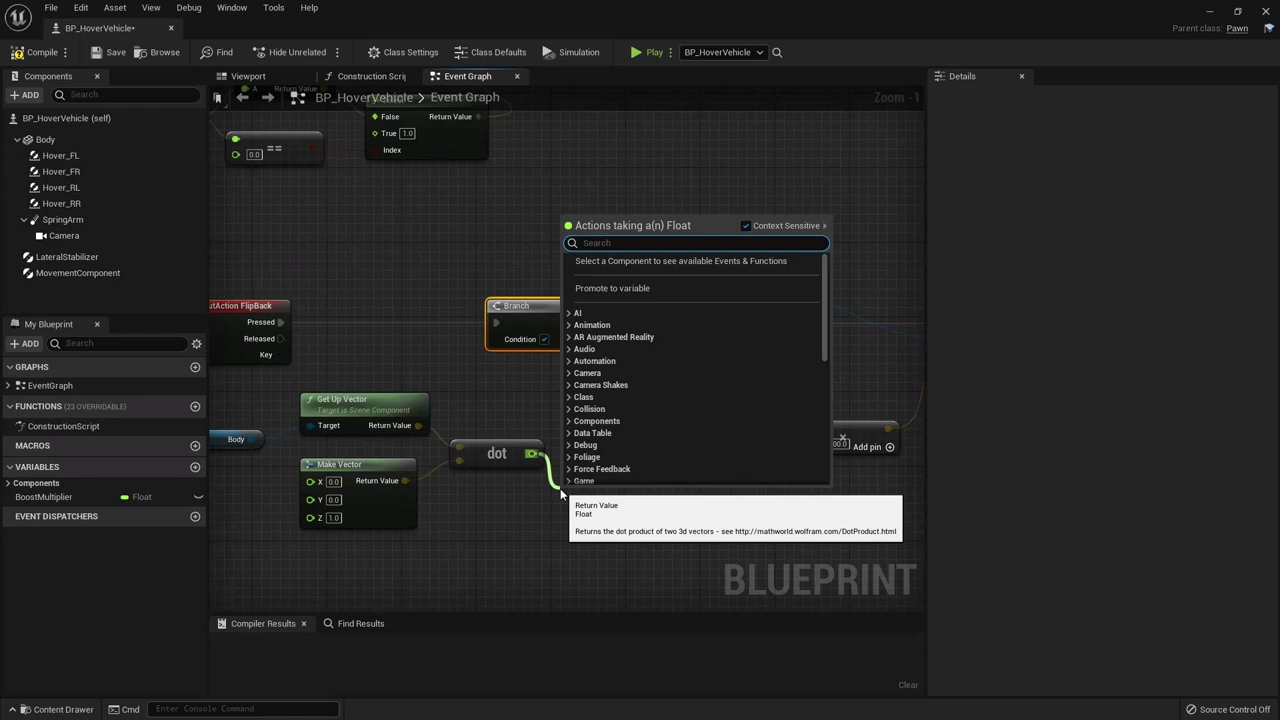 File Edit Asset View Debug Window Tools Help
BP_HoverVehicle*
Parent class: Pawn
Compile Save Browse Find Hide Unrelated Class Settings Class Defaults Simulation Play BP_HoverVehicle
Components
Viewport
Construction Scrip
Event Graph
Details
ADD
Search
BP_HoverVehicle > Event Graph
Zoom -1
BP_HoverVehicle (self)
Body
Hover_FL
Hover_FR
Hover_RL
Hover_RR
SpringArm
Camera
LateralStabilizer
MovementComponent
My Blueprint
ADD
Search
GRAPHS
EventGraph
FUNCTIONS (23 OVERRIDABLE)
ConstructionScript
MACROS
VARIABLES
Components
BoostMultiplier Float
EVENT DISPATCHERS
A Return Value
False Return Value
True 1.0
Index
0.0 ==
utAction FlipBack
Pressed
Released
Key
Branch
Condition
Get Up Vector
Target is Scene Component
Target Return Value
Body
Make Vector
X 0.0 Return Value
Y 0.0
Z 1.0
dot
00.0
Add pin
Actions taking a(n) Float
Context Sensitive
Search
Select a Component to see available Events & Functions
Promote to variable
AI
Animation
AR Augmented Reality
Audio
Automation
Camera
Camera Shakes
Class
Collision
Components
Data Table
Debug
Foliage
Force Feedback
Game
Return Value
Float
Returns the dot product of two 3d vectors - see http://mathworld.wolfram.com/DotProduct.html
BLUEPRINT
Compiler Results
Find Results
Clear
Content Drawer
Cmd
Enter Console Command
Source Control Off